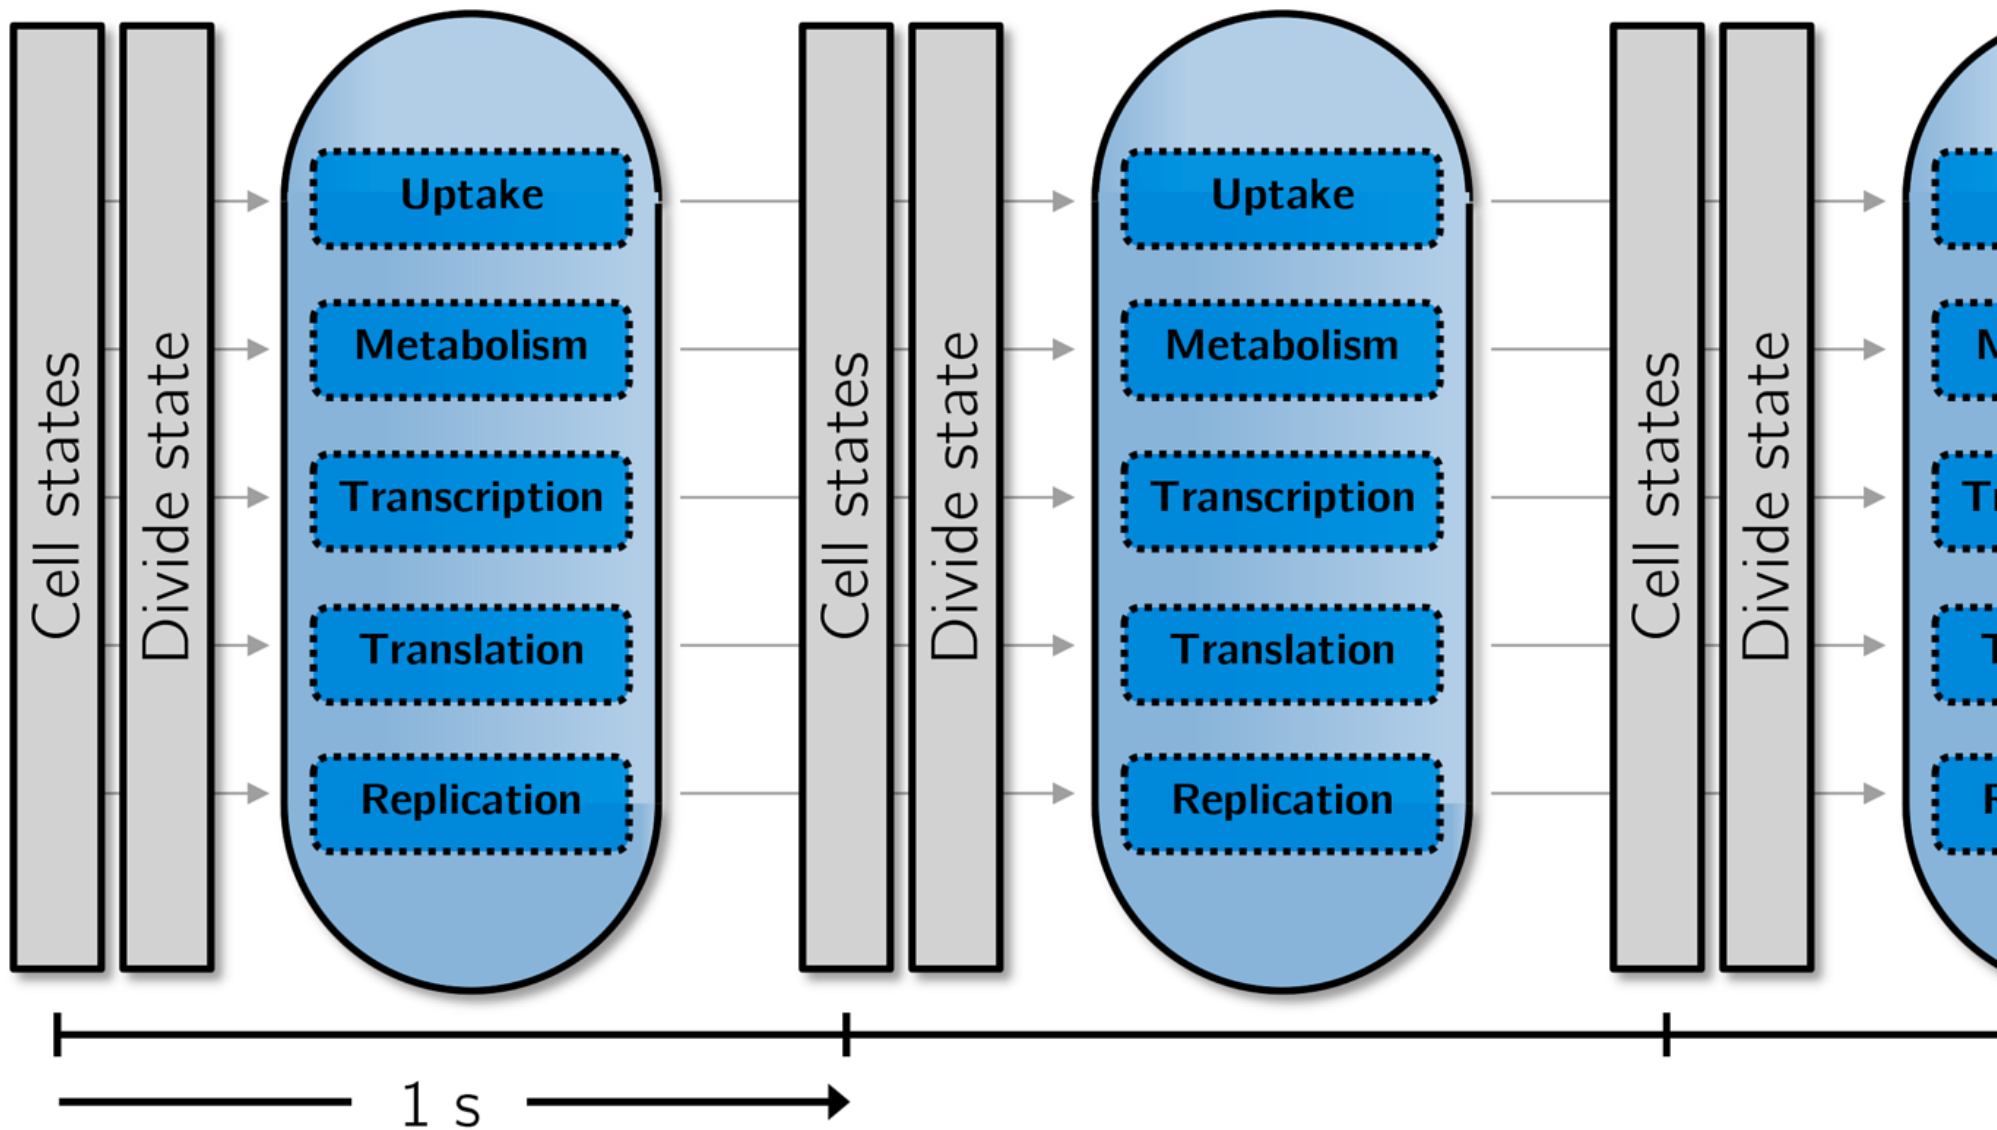 Cell states
Divide state
Uptake
Metabolism
Transcription
Translation
Replication
Cell states
Divide state
Uptake
Metabolism
Transcription
Translation
Replication
Cell states
Divide state
M
Tr
T
R
1 s